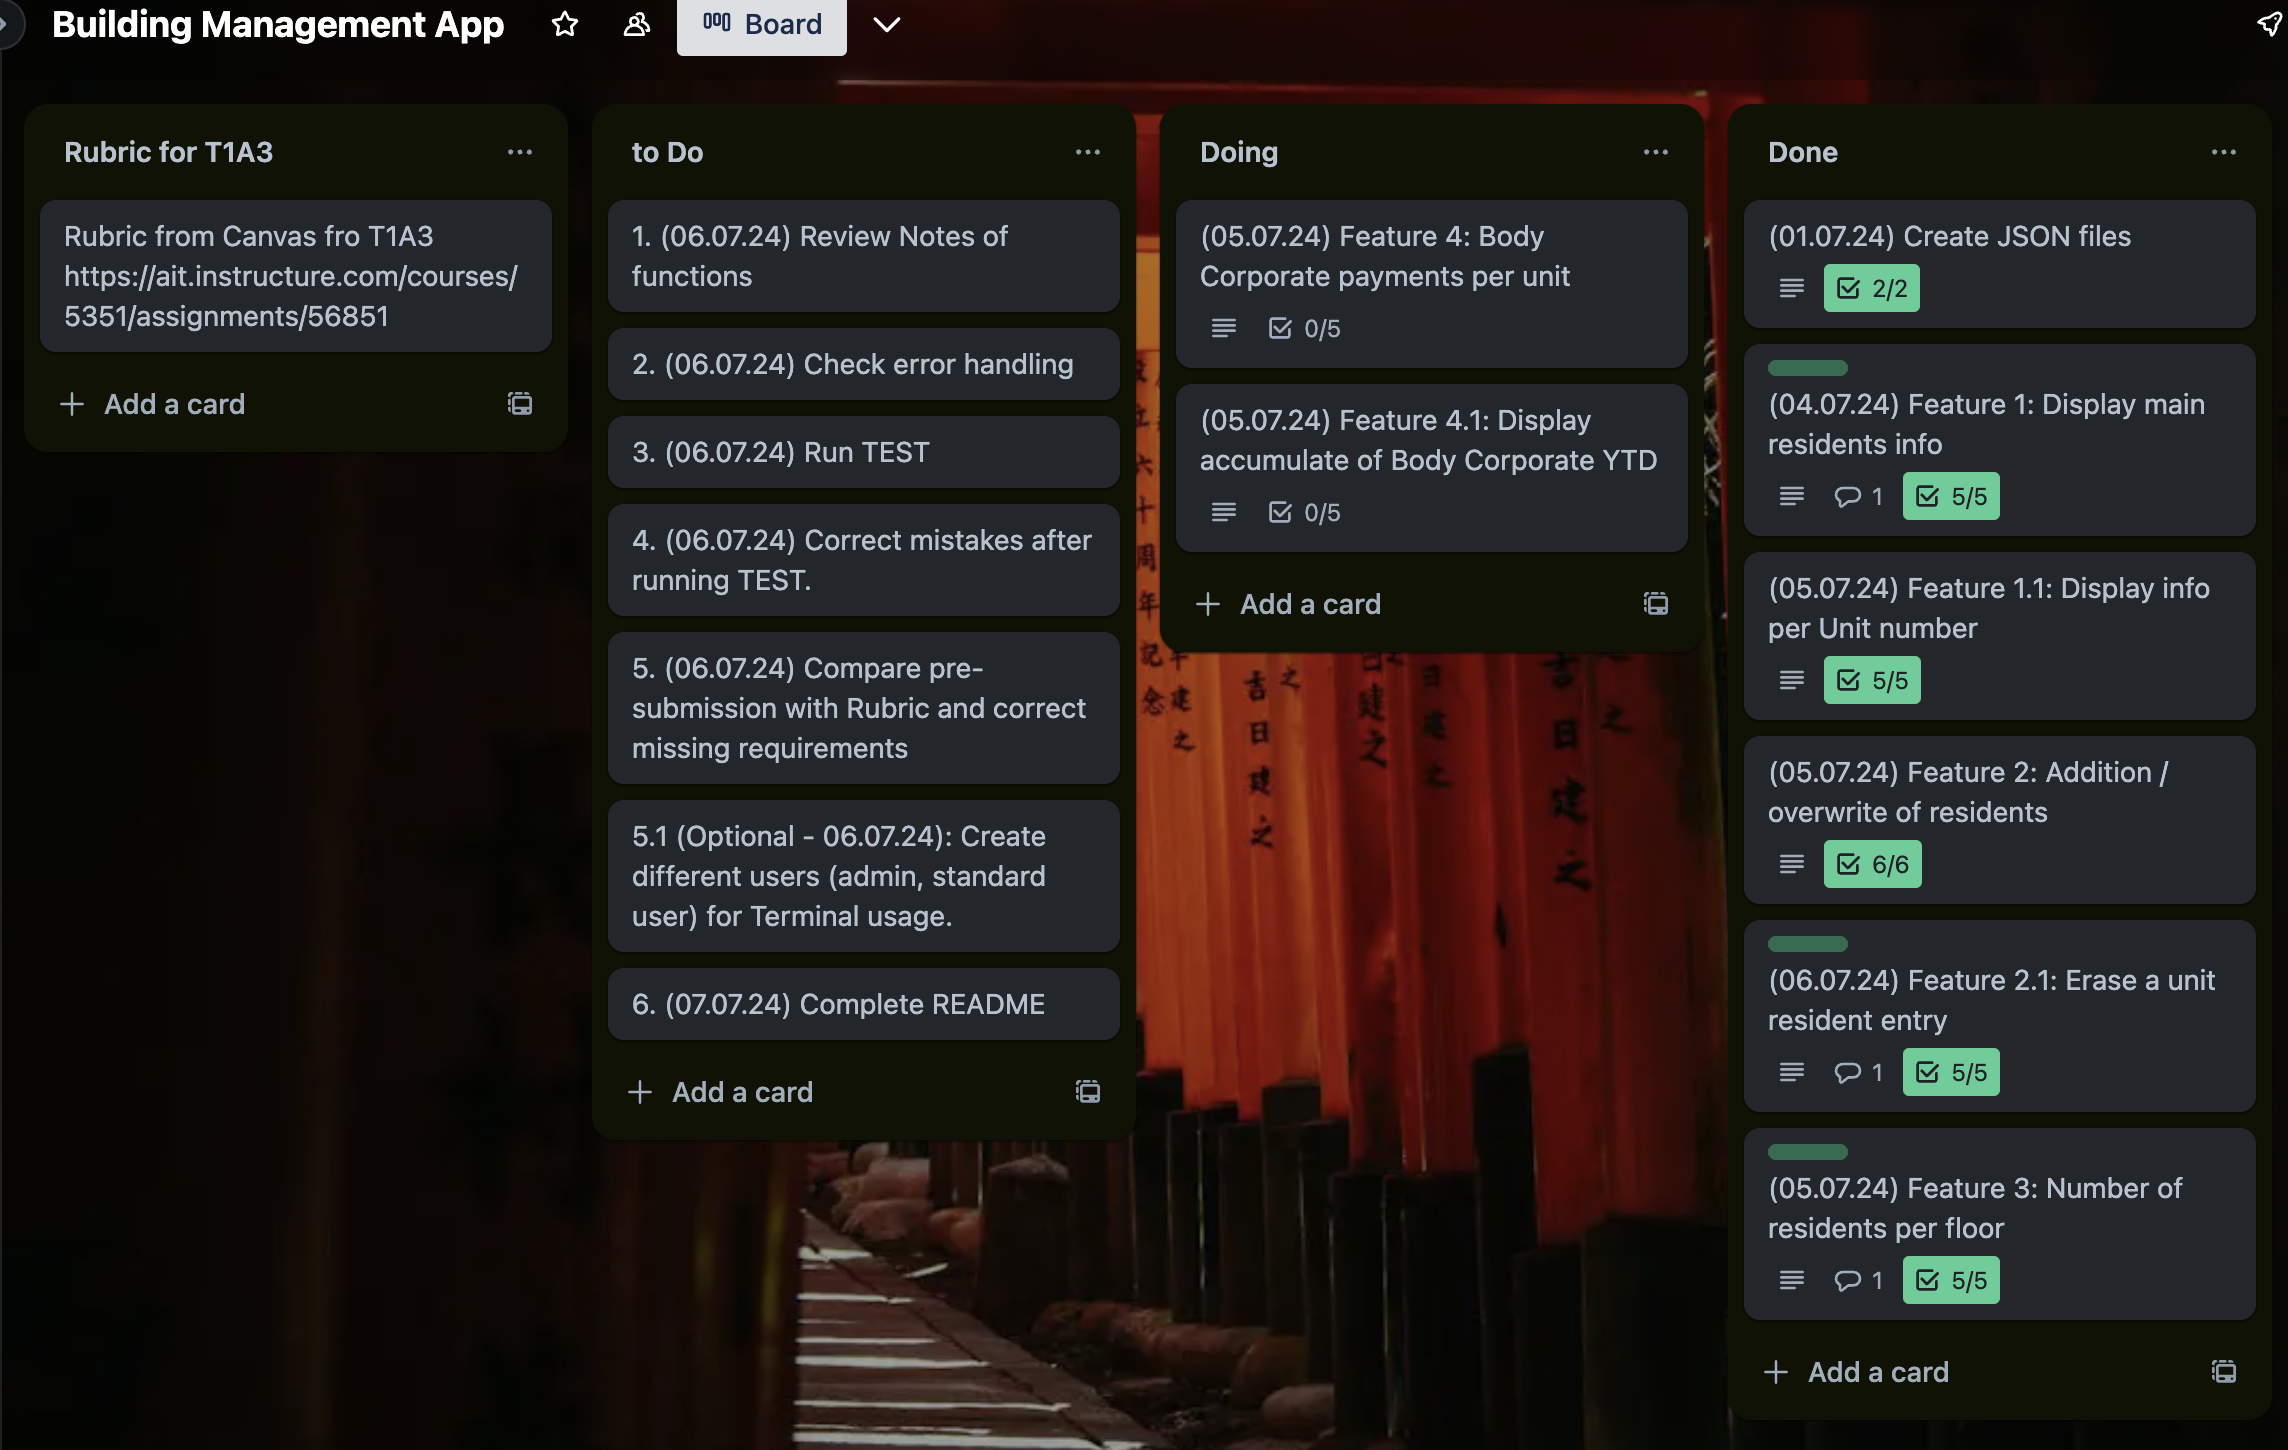 Building Management App
Board
Rubric for T1A3
Rubric from Canvas fro T1A3
https://ait.instructure.com/courses/
5351/assignments/56851
Add a card
to Do
1. (06.07.24) Review Notes of
functions
2. (06.07.24) Check error handling
3. (06.07.24) Run TEST
4. (06.07.24) Correct mistakes after
running TEST.
5. (06.07.24) Compare pre-
submission with Rubric and correct
missing requirements
5.1 (Optional - 06.07.24): Create
different users (admin, standard
user) for Terminal usage.
6. (07.07.24) Complete README
Add a card
Doing
(05.07.24) Feature 4: Body
Corporate payments per unit
0/5
(05.07.24) Feature 4.1: Display
accumulate of Body Corporate YTD
0/5
Add a card
Done
(01.07.24) Create JSON files
2/2
(04.07.24) Feature 1: Display main
residents info
1 5/5
(05.07.24) Feature 1.1: Display info
per Unit number
5/5
(05.07.24) Feature 2: Addition /
overwrite of residents
6/6
(06.07.24) Feature 2.1: Erase a unit
resident entry
1 5/5
(05.07.24) Feature 3: Number of
residents per floor
1 5/5
Add a card
吉日建之